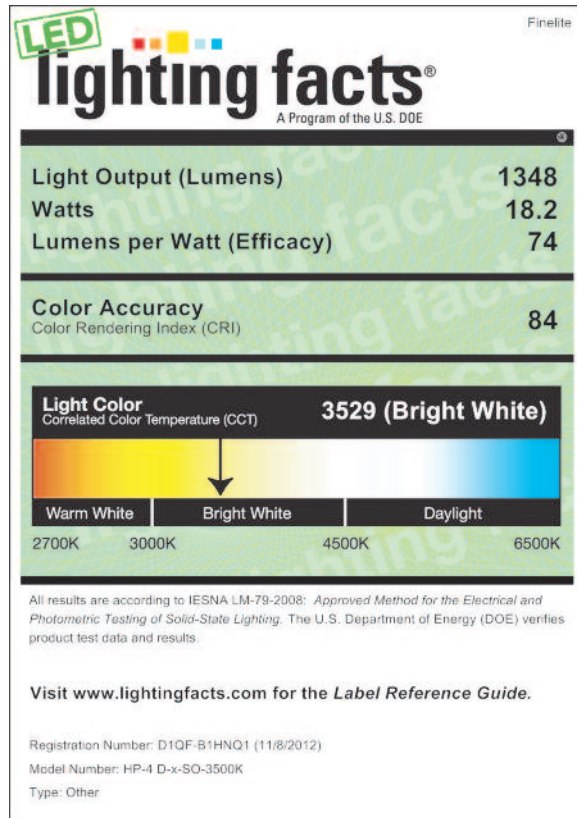 Finelite
LED
lighting facts®
A Program of the U.S. DOE
Light Output (Lumens) 1348
Watts 18.2
Lumens per Watt (Efficacy) 74
Color Accuracy
Color Rendering Index (CRI) 84
Light Color
Correlated Color Temperature (CCT) 3529 (Bright White)
Warm White Bright White Daylight
2700K 3000K 4500K 6500K
All results are according to IESNA LM-79-2008: Approved Method for the Electrical and
Photometric Testing of Solid-State Lighting. The U.S. Department of Energy (DOE) verifies
product test data and results.
Visit www.lightingfacts.com for the Label Reference Guide.
Registration Number: D1QF-B1HNQ1 (11/8/2012)
Model Number: HP-4 D-x-SO-3500K
Type: Other